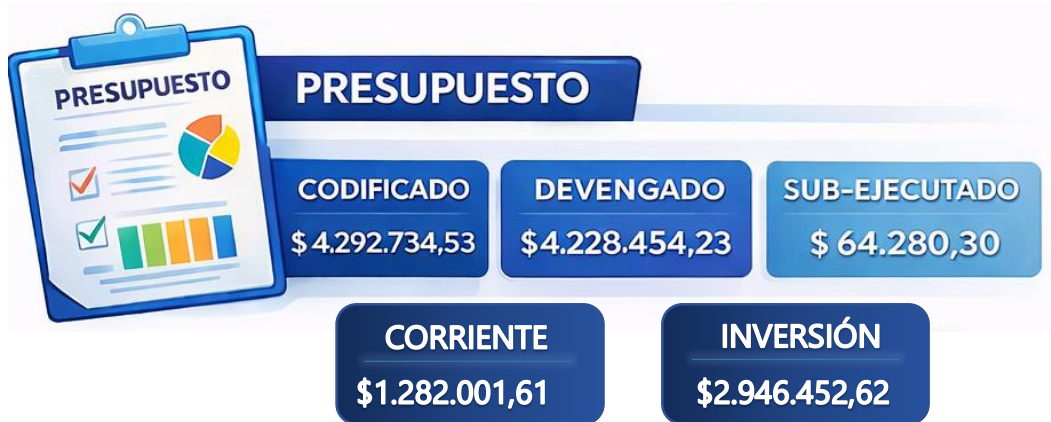 PRESUPUESTO
PRESUPUESTO
CODIFICADO
$ 4.292.734,53
DEVENGADO
$4.228.454,23
SUB-EJECUTADO
$ 64.280,30
CORRIENTE
$1.282.001,61
INVERSIÓN
$2.946.452,62